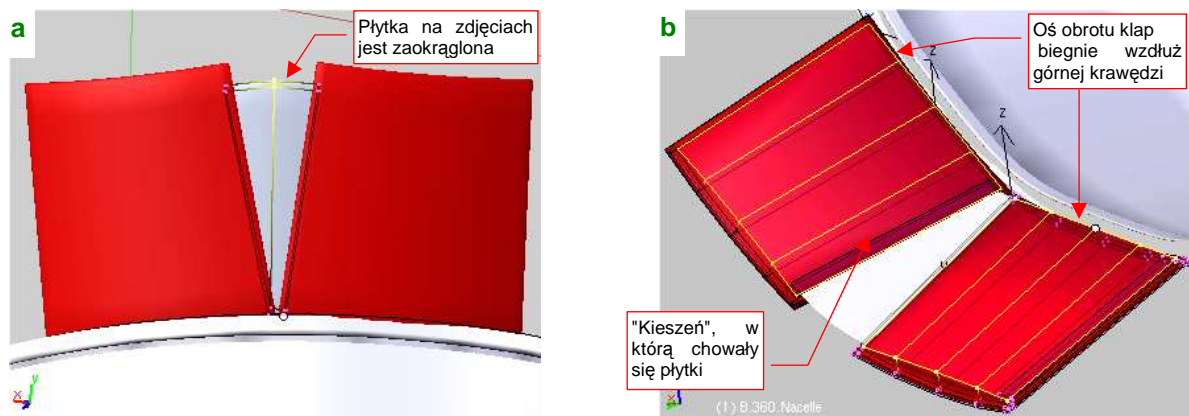 a
Płytka na zdjęciach
jest zaokrąglona
x
y
b
Oś obrotu klap
biegnie wzdłuż
górnej krawędzi
z
z
"Kieszeń", w
którą chowały
się płytki
x
(1) B.360.Nacelle